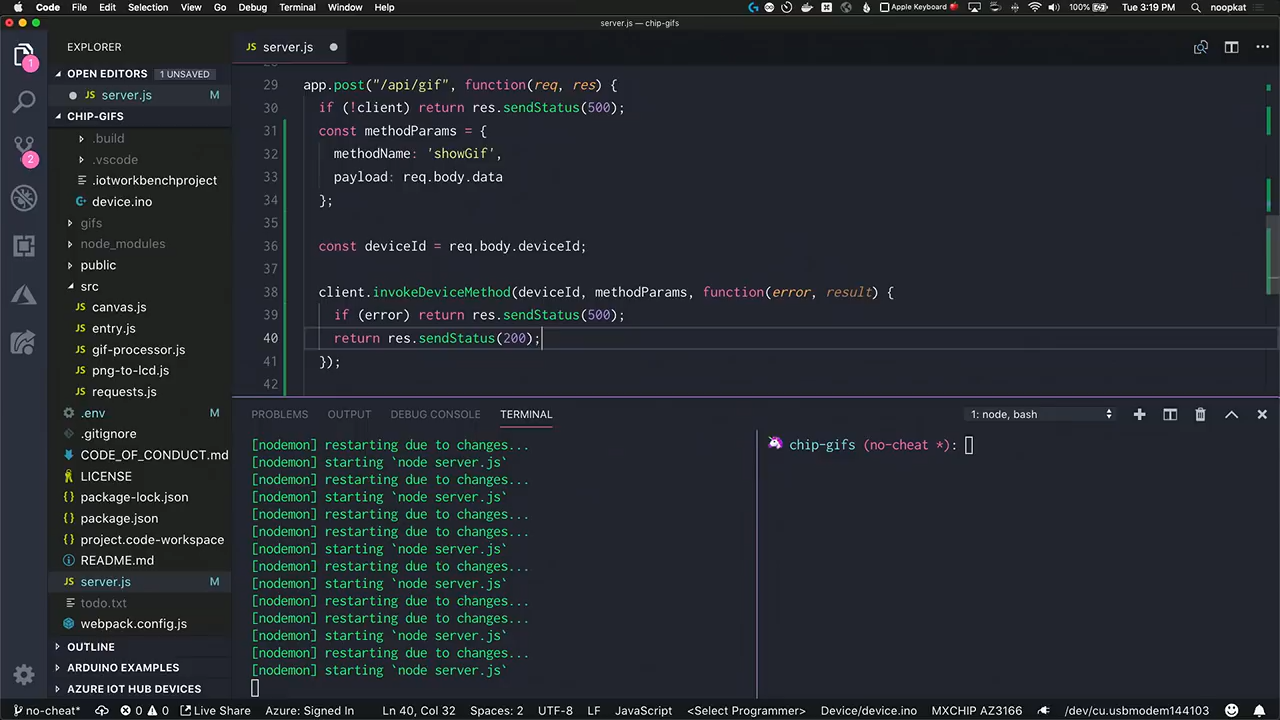 Code File Edit Selection View Go Debug Terminal Window Help
Apple Keyboard 100% Tue 3:19 PM noopkat
server.js — chip-gifs
EXPLORER
OPEN EDITORS 1 UNSAVED
JS server.js M
CHIP-GIFS
.build
.vscode
.iotworkbenchproject
device.ino
gifs
node_modules
public
src
JS canvas.js
JS entry.js
JS gif-processor.js
JS png-to-lcd.js
JS requests.js
.env M
.gitignore
CODE_OF_CONDUCT.md
LICENSE
{} package-lock.json
{} package.json
{} project.code-workspace
README.md
JS server.js M
todo.txt
webpack.config.js
OUTLINE
ARDUINO EXAMPLES
AZURE IOT HUB DEVICES
1
2
JS server.js
29 app.post("/api/gif", function(req, res) {
30 if (!client) return res.sendStatus(500);
31 const methodParams = {
32 methodName: 'showGif',
33 payload: req.body.data
34 };
35
36 const deviceId = req.body.deviceId;
37
38 client.invokeDeviceMethod(deviceId, methodParams, function(error, result) {
39 if (error) return res.sendStatus(500);
40 return res.sendStatus(200);
41 });
42
PROBLEMS OUTPUT DEBUG CONSOLE TERMINAL 1: node, bash
[nodemon] restarting due to changes...
[nodemon] starting `node server.js`
[nodemon] restarting due to changes...
[nodemon] starting `node server.js`
[nodemon] restarting due to changes...
[nodemon] restarting due to changes...
[nodemon] starting `node server.js`
[nodemon] restarting due to changes...
[nodemon] starting `node server.js`
[nodemon] restarting due to changes...
[nodemon] restarting due to changes...
[nodemon] starting `node server.js`
[nodemon] restarting due to changes...
[nodemon] starting `node server.js`
chip-gifs (no-cheat *):
no-cheat* 0 0 Live Share Azure: Signed In Ln 40, Col 32 Spaces: 2 UTF-8 LF JavaScript <Select Programmer> Device/device.ino MXCHIP AZ3166 /dev/cu.usbmodem144103